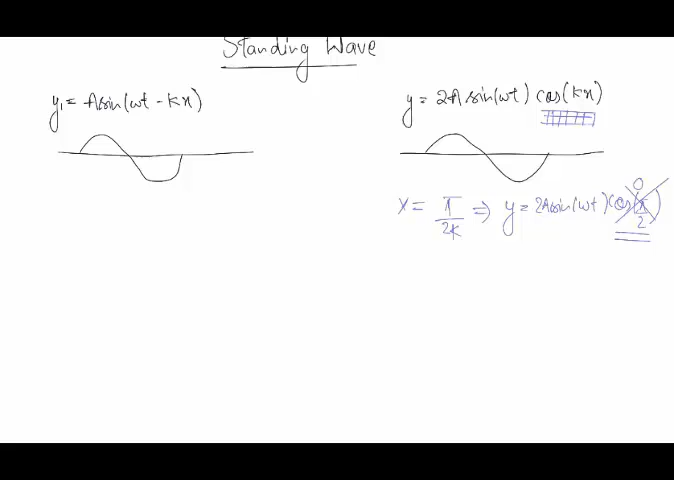 Standing Wave
y₁ = A sin(ωt - kx)
y = 2A sin(ωt) cos(kx)
x = π/2k ⇒ y = 2A sin(ωt) cos(π/2) 0